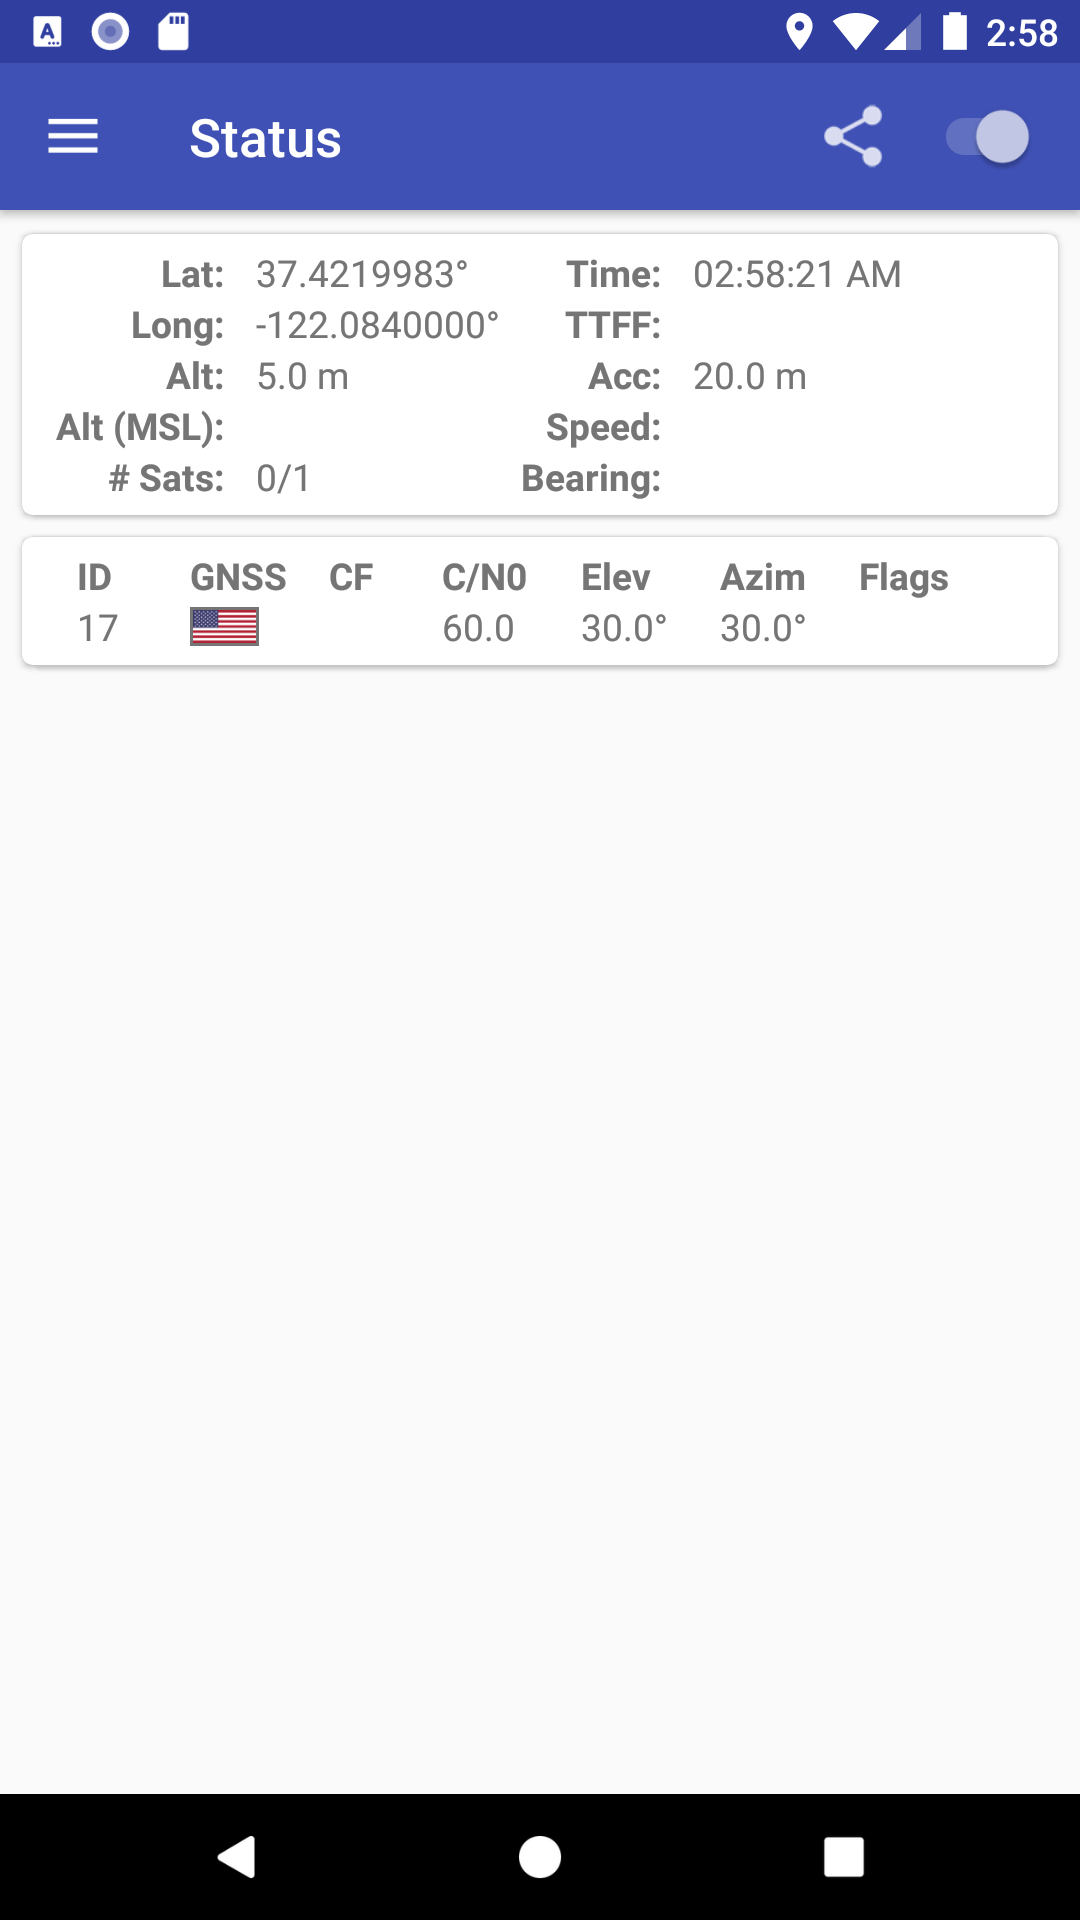 2:58
Status
Lat: 37.4219983° Time: 02:58:21 AM
Long: -122.0840000° TTFF:
Alt: 5.0 m Acc: 20.0 m
Alt (MSL): Speed:
# Sats: 0/1 Bearing:
ID GNSS CF C/N0 Elev Azim Flags
17 60.0 30.0° 30.0°